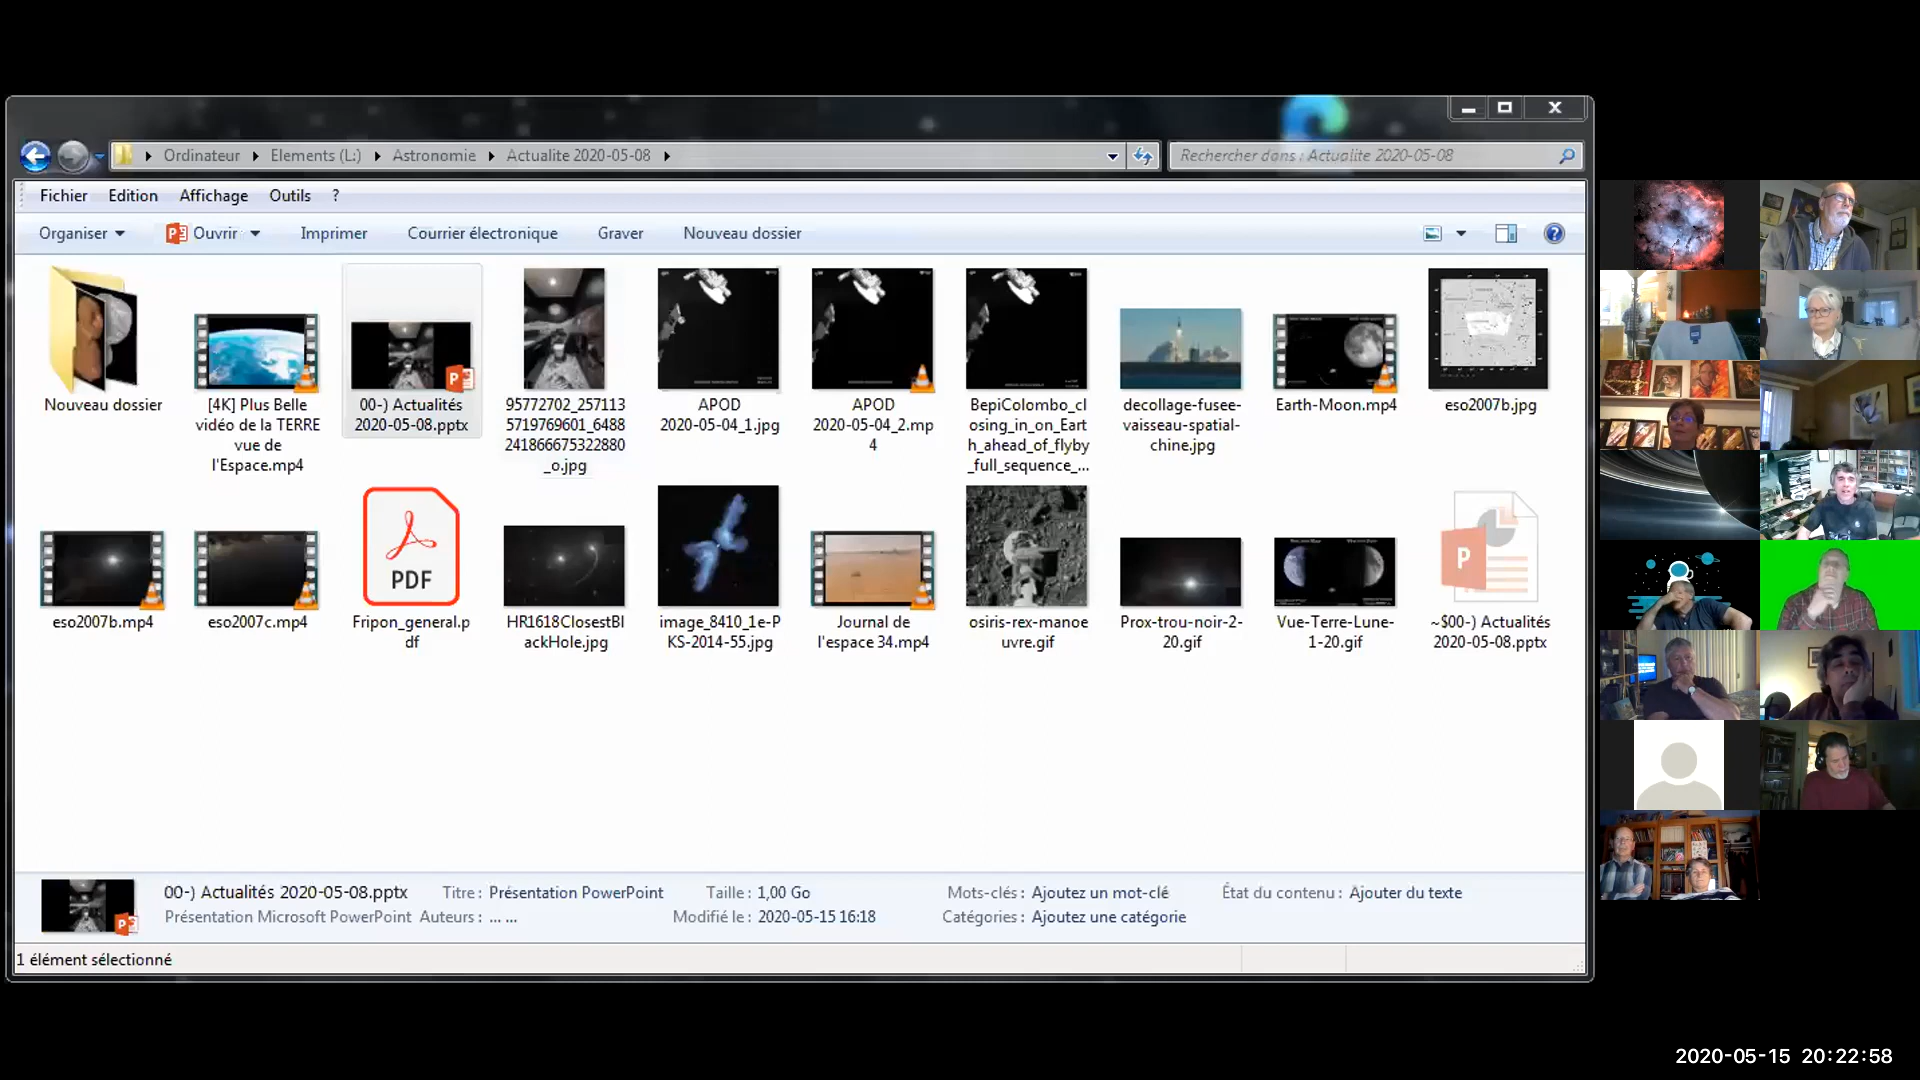 Ordinateur Elements (L:) Astronomie Actualite 2020-05-08
Rechercher dans : Actualite 2020-05-08
Fichier Edition Affichage Outils ?
Organiser Ouvrir Imprimer Courrier électronique Graver Nouveau dossier
Nouveau dossier
[4K] Plus Belle
vidéo de la TERRE
vue de
l'Espace.mp4
00-) Actualités
2020-05-08.pptx
95772702_257113
5719769601_6488
241866675322880
_o.jpg
APOD
2020-05-04_1.jpg
APOD
2020-05-04_2.mp
4
BepiColombo_cl
osing_in_on_Eart
h_ahead_of_flyby
_full_sequence_...
decollage-fusee-
vaisseau-spatial-
chine.jpg
Earth-Moon.mp4
eso2007b.jpg
eso2007b.mp4
eso2007c.mp4
PDF
Fripon_general.p
df
HR1618ClosestBl
ackHole.jpg
image_8410_1e-P
KS-2014-55.jpg
Journal de
l'espace 34.mp4
osiris-rex-manoe
uvre.gif
Prox-trou-noir-2-
20.gif
Vue-Terre-Lune-
1-20.gif
~$00-) Actualités
2020-05-08.pptx
00-) Actualités 2020-05-08.pptx Titre : Présentation PowerPoint Taille : 1,00 Go Mots-clés : Ajoutez un mot-clé État du contenu : Ajouter du texte
Présentation Microsoft PowerPoint Auteurs : ... ... Modifié le : 2020-05-15 16:18 Catégories : Ajoutez une catégorie
1 élément sélectionné
2020-05-15 20:22:58